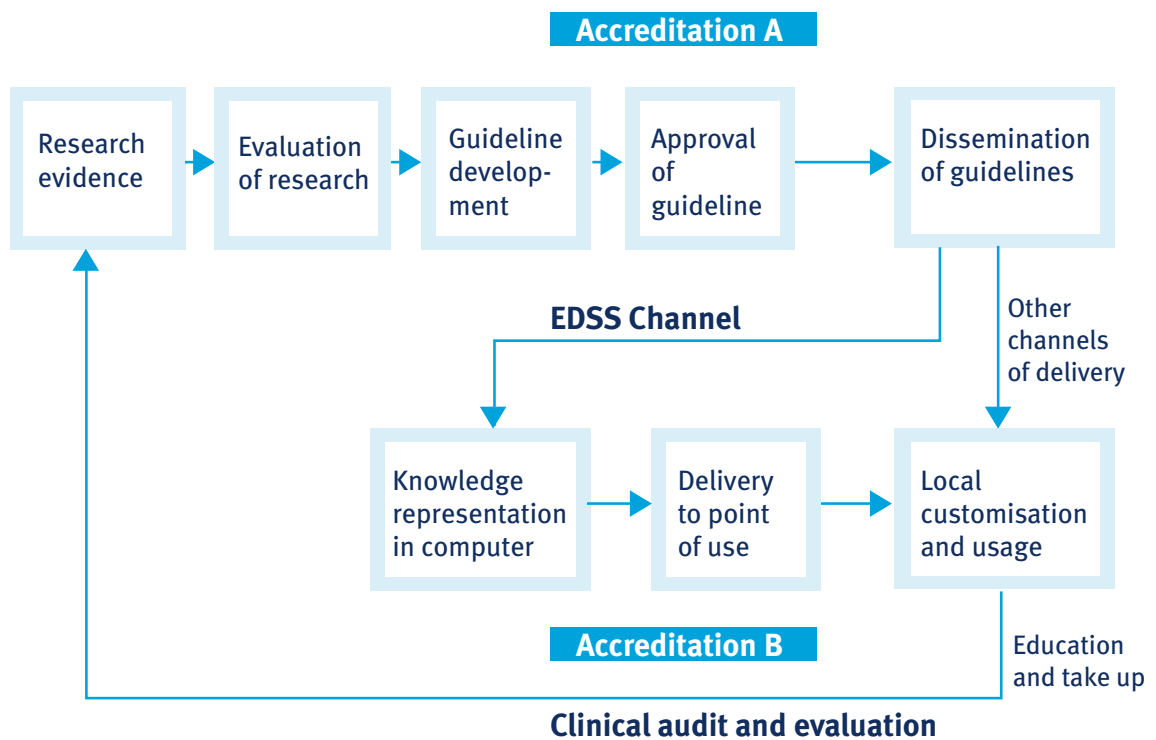 Accreditation A
Research
evidence
Evaluation
of research
Guideline
develop-
ment
Approval
of
guideline
Dissemination
of guidelines
EDSS Channel
Other
channels
of delivery
Knowledge
representation
in computer
Delivery
to point
of use
Local
customisation
and usage
Accreditation B
Education
and take up
Clinical audit and evaluation